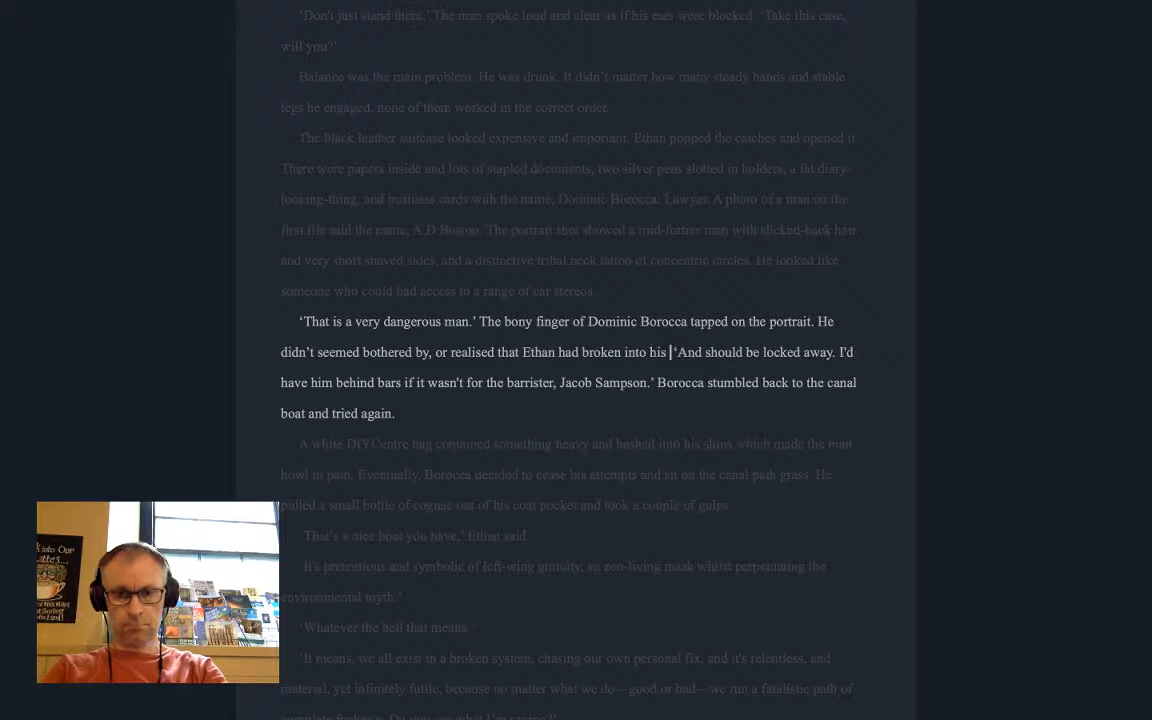 ‘Don't just stand there.’ The man spoke loud and clear as if his ears were blocked. ‘Take this case,
will you?’
Balance was the main problem. He was drunk. It didn’t matter how many steady hands and stable
legs he engaged, none of them worked in the correct order.
The black leather suitcase looked expensive and important. Ethan popped the catches and opened it.
There were papers inside and lots of stapled documents, two silver pens slotted in holders, a fat diary-
looking-thing, and business cards with the name; Dominic Borocca. Lawyer. A photo of a man on the
first file said the name; A.D Boston. The portrait shot showed a mid-forties man with slicked-back hair
and very short shaved sides, and a distinctive tribal neck tattoo of concentric circles. He looked like
someone who could had access to a range of car stereos.
‘That is a very dangerous man.’ The bony finger of Dominic Borocca tapped on the portrait. He
didn’t seemed bothered by, or realised that Ethan had broken into his ‘And should be locked away. I'd
have him behind bars if it wasn't for the barrister, Jacob Sampson.’ Borocca stumbled back to the canal
boat and tried again.
A white DIYCentre bag contained something heavy and bashed into his shins which made the man
howl in pain. Eventually, Borocca decided to cease his attempts and sit on the canal path grass. He
pulled a small bottle of cognac out of his coat pocket and took a couple of gulps.
That’s a nice boat you have,’ Ethan said.
It's pretentious and symbolic of left-wing gratuity; an eco-living mask whilst perpetuating the
environmental myth.’
‘Whatever the hell that means.
‘It means, we all exist in a broken system, chasing our own personal fix, and it's relentless, and
material, yet infinitely futile, because no matter what we do—good or bad—we run a fatalistic path of
into Our
ttes...